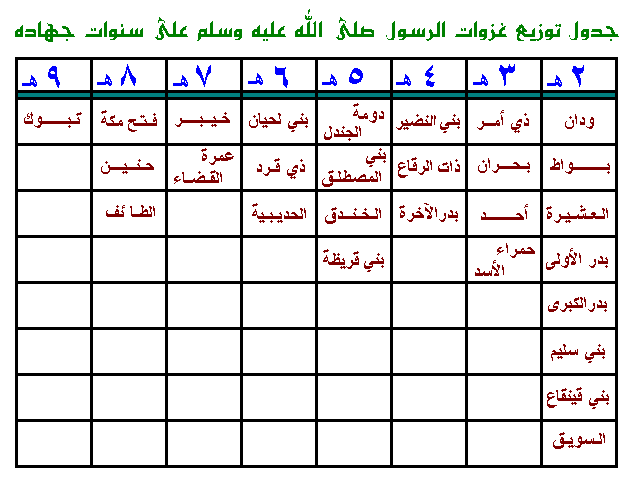 جدول توزيع غزوات الرسول صلى الله عليه وسلم على سنوات جهاده
٢ هـ ٣ هـ ٤ هـ ٥ هـ ٦ هـ ٧ هـ ٨ هـ ٩ هـ
ودان ذي أمر بني النضير دومة الجندل بني لحيان خيبر فتح مكة تبوك
بواط بحران ذات الرقاع بني المصطلق ذي قرد عمرة القضاء حنين
العشيرة أحد بدر الآخرة الخندق الحديبية الطائف
بدر الأولى حمراء الأسد بني قريظة
بدر الكبرى
بني سليم
بني قينقاع
السويق